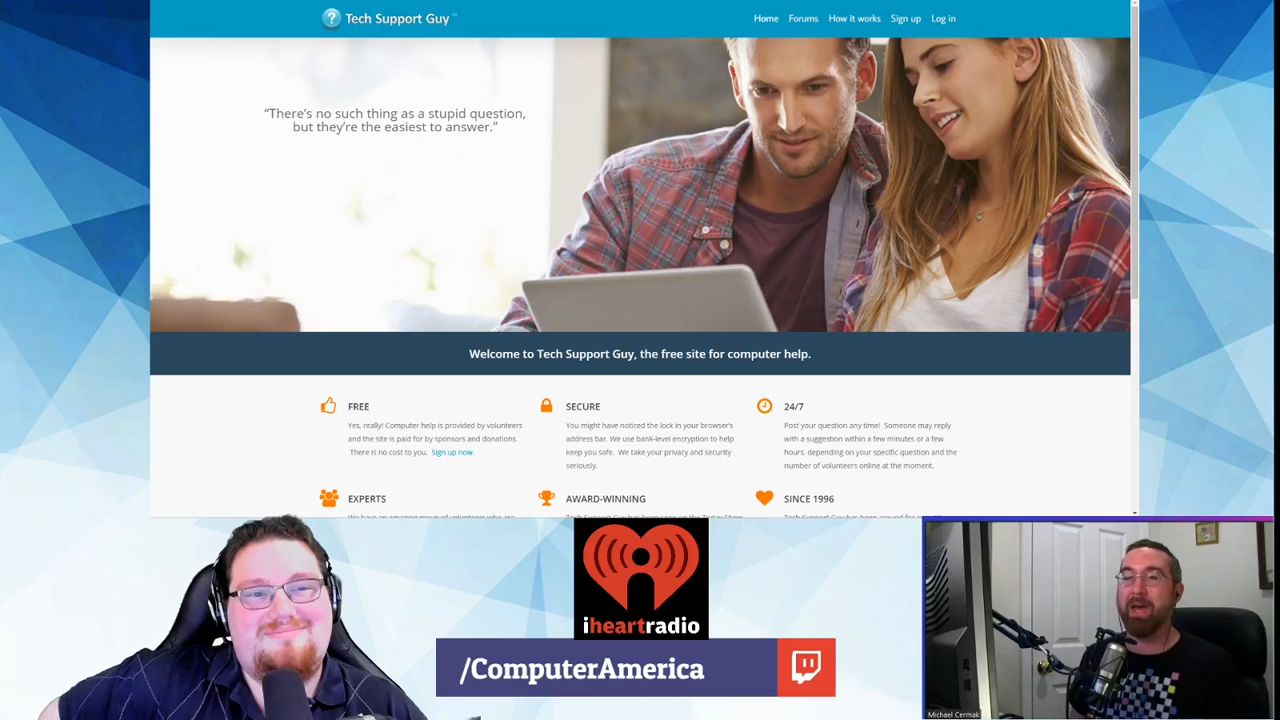 ? Tech Support Guy ™
Home Forums How it works Sign up Log in
“There’s no such thing as a stupid question,
but they’re the easiest to answer.”
Welcome to Tech Support Guy, the free site for computer help.
FREE
Yes, really! Computer help is provided by volunteers
and the site is paid for by sponsors and donations.
There is no cost to you. Sign up now.
SECURE
You might have noticed the lock in your browser's
address bar. We use bank-level encryption to help
keep you safe. We take your privacy and security
seriously.
24/7
Post your question any time! Someone may reply
with a suggestion within a few minutes or a few
hours, depending on your specific question and the
number of volunteers online at the moment.
EXPERTS
AWARD-WINNING
SINCE 1996
iheartradio
/ComputerAmerica
Michael Cermak